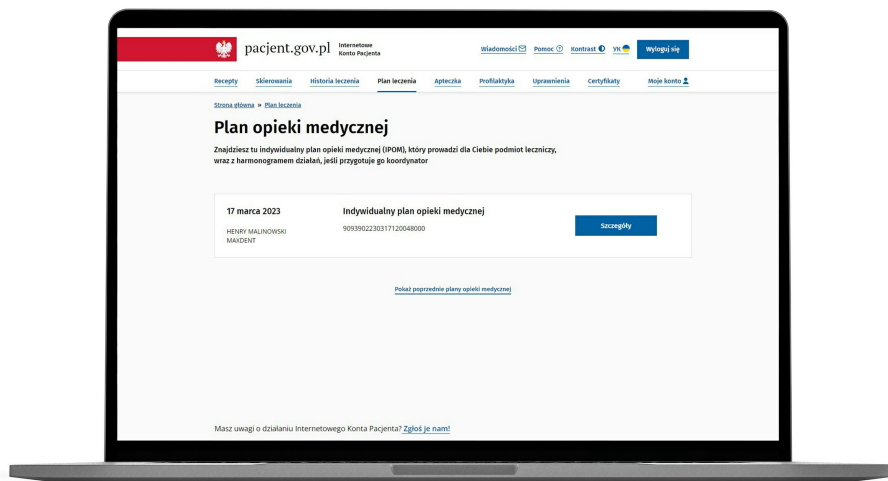 pacjent.gov.pl
Internetowe
Konto Pacjenta
Wiadomości Pomoc Kontrast УК Wyloguj się
Recepty Skierowania Historia leczenia Plan leczenia Apteczka Profilaktyka Uprawnienia Certyfikaty Moje konto
Strona główna » Plan leczenia
Plan opieki medycznej
Znajdziesz tu indywidualny plan opieki medycznej (IPOM), który prowadzi dla Ciebie podmiot leczniczy,
wraz z harmonogramem działań, jeśli przygotuje go koordynator
17 marca 2023 Indywidualny plan opieki medycznej
HENRY MALINOWSKI 9093902230317120048000 Szczegóły
MAXDENT
Pokaż poprzednie plany opieki medycznej
Masz uwagi o działaniu Internetowego Konta Pacjenta? Zgłoś je nam!